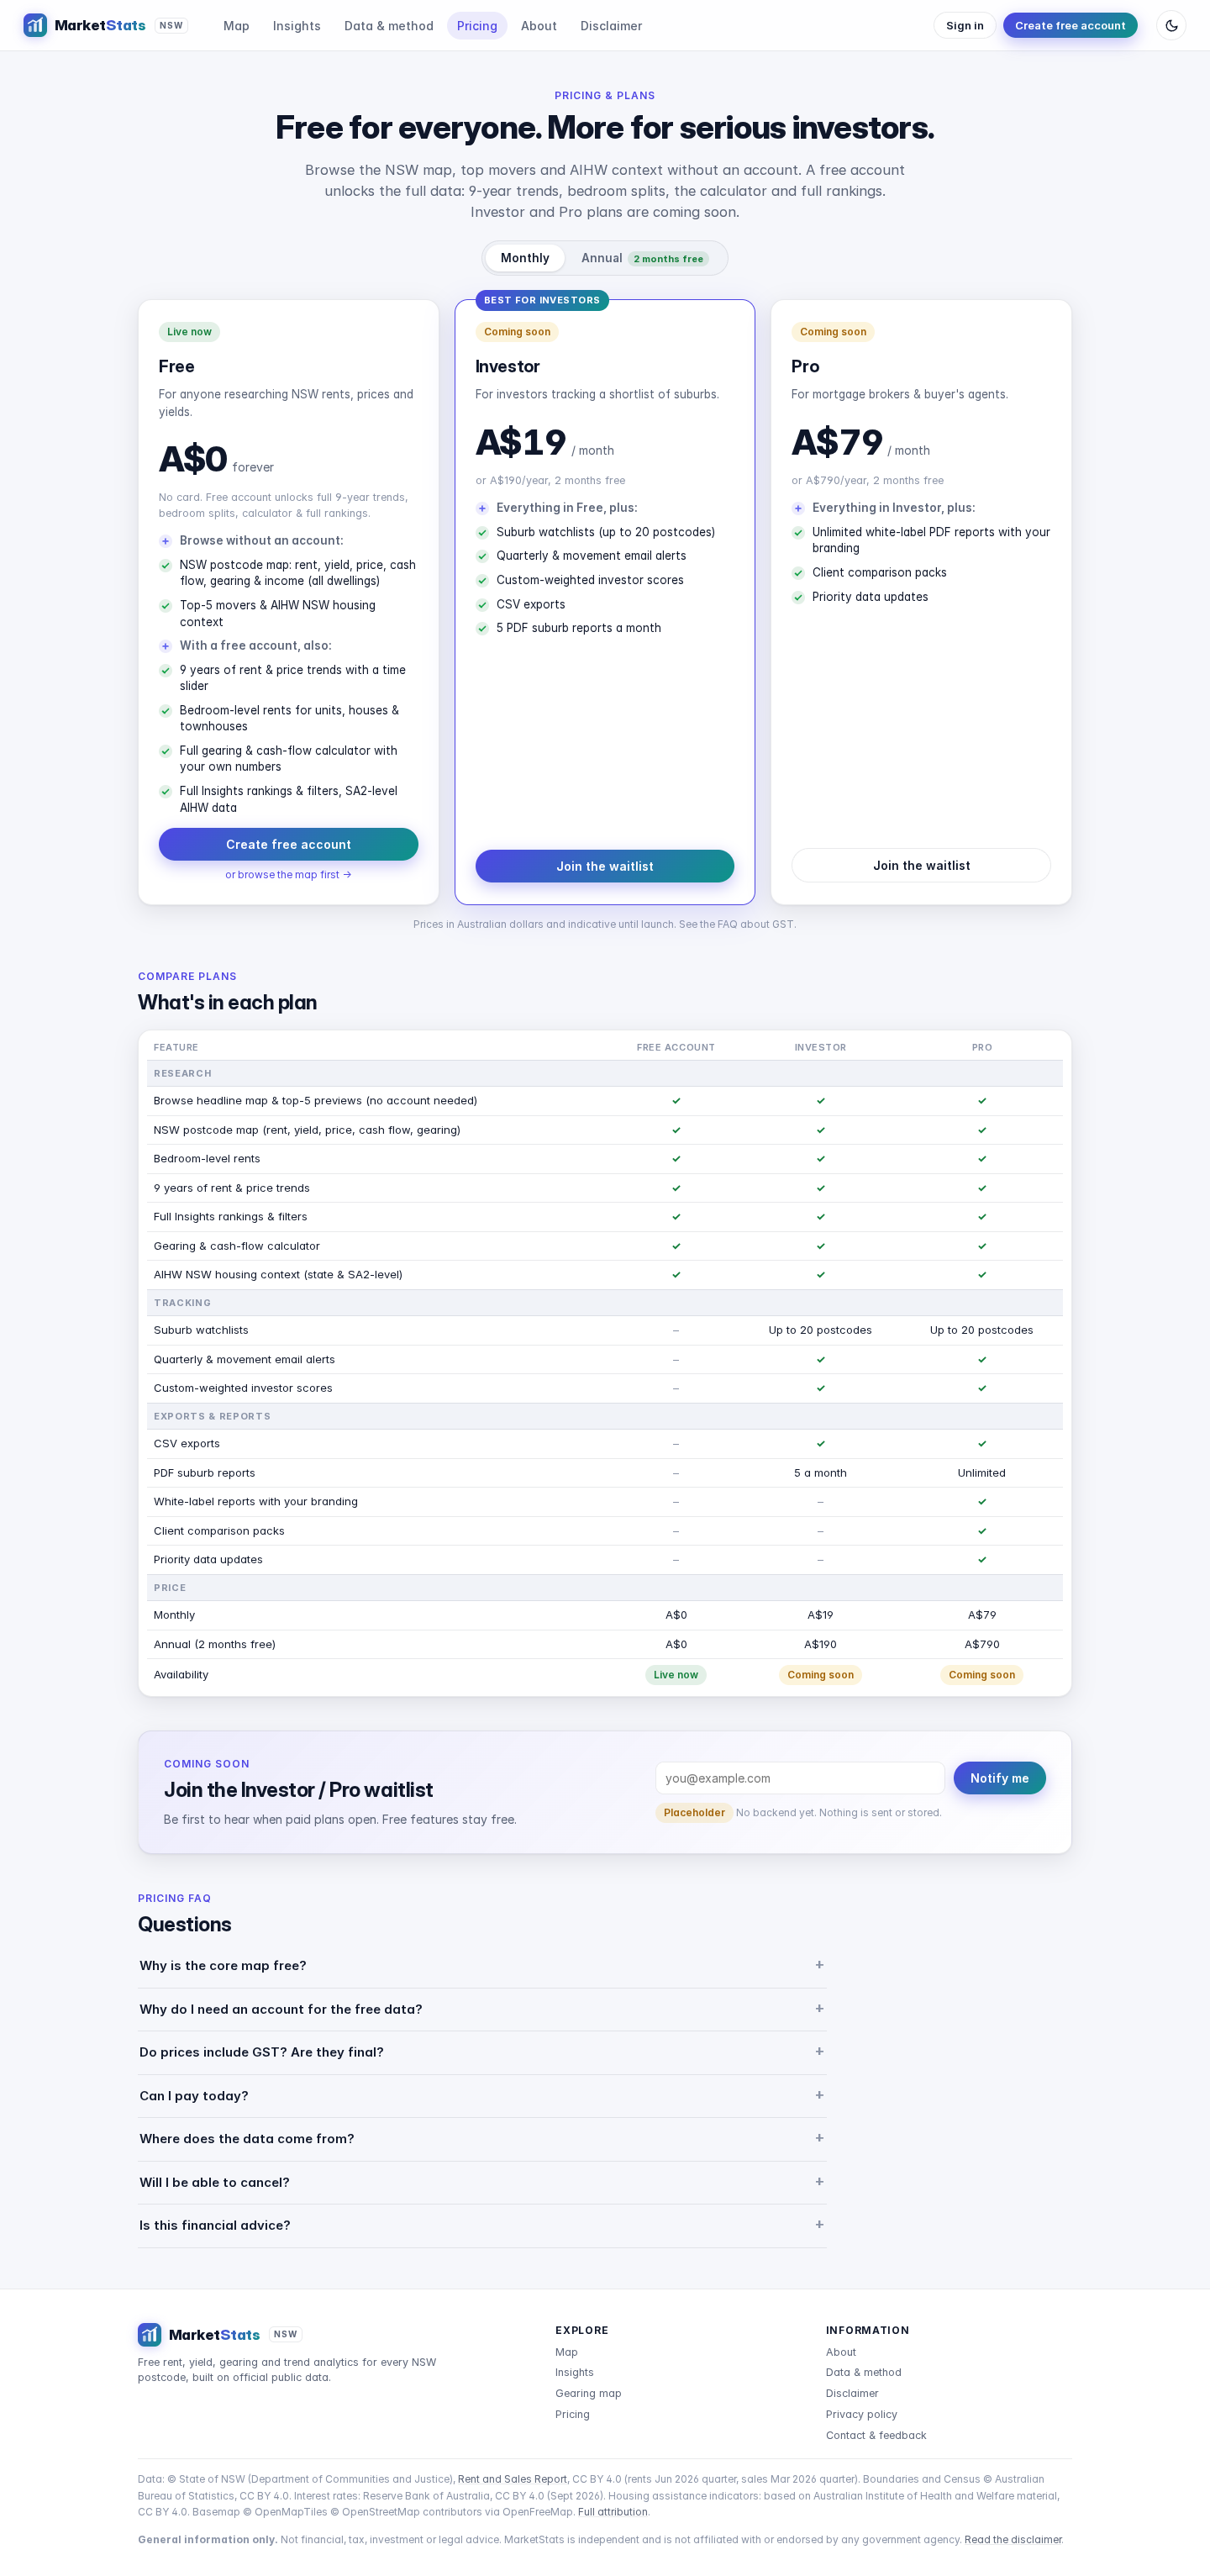 MarketStats NSW Map Insights Data & method Pricing About Disclaimer Sign in Create free account
PRICING & PLANS
Free for everyone. More for serious investors.
Browse the NSW map, top movers and AIHW context without an account. A free account
unlocks the full data: 9-year trends, bedroom splits, the calculator and full rankings.
Investor and Pro plans are coming soon.
Monthly Annual 2 months free
Live now
Free
For anyone researching NSW rents, prices and
yields.
A$0 forever
No card. Free account unlocks full 9-year trends,
bedroom splits, calculator & full rankings.
+ Browse without an account:
✓ NSW postcode map: rent, yield, price, cash
flow, gearing & income (all dwellings)
✓ Top-5 movers & AIHW NSW housing
context
+ With a free account, also:
✓ 9 years of rent & price trends with a time
slider
✓ Bedroom-level rents for units, houses &
townhouses
✓ Full gearing & cash-flow calculator with
your own numbers
✓ Full Insights rankings & filters, SA2-level
AIHW data
Create free account
or browse the map first →
BEST FOR INVESTORS
Coming soon
Investor
For investors tracking a shortlist of suburbs.
A$19 / month
or A$190/year, 2 months free
+ Everything in Free, plus:
✓ Suburb watchlists (up to 20 postcodes)
✓ Quarterly & movement email alerts
✓ Custom-weighted investor scores
✓ CSV exports
✓ 5 PDF suburb reports a month
Join the waitlist
Coming soon
Pro
For mortgage brokers & buyer's agents.
A$79 / month
or A$790/year, 2 months free
+ Everything in Investor, plus:
✓ Unlimited white-label PDF reports with your
branding
✓ Client comparison packs
✓ Priority data updates
Join the waitlist
Prices in Australian dollars and indicative until launch. See the FAQ about GST.
COMPARE PLANS
What's in each plan
FEATURE FREE ACCOUNT INVESTOR PRO
RESEARCH
Browse headline map & top-5 previews (no account needed) ✓ ✓ ✓
NSW postcode map (rent, yield, price, cash flow, gearing) ✓ ✓ ✓
Bedroom-level rents ✓ ✓ ✓
9 years of rent & price trends ✓ ✓ ✓
Full Insights rankings & filters ✓ ✓ ✓
Gearing & cash-flow calculator ✓ ✓ ✓
AIHW NSW housing context (state & SA2-level) ✓ ✓ ✓
TRACKING
Suburb watchlists – Up to 20 postcodes Up to 20 postcodes
Quarterly & movement email alerts – ✓ ✓
Custom-weighted investor scores – ✓ ✓
EXPORTS & REPORTS
CSV exports – ✓ ✓
PDF suburb reports – 5 a month Unlimited
White-label reports with your branding – – ✓
Client comparison packs – – ✓
Priority data updates – – ✓
PRICE
Monthly A$0 A$19 A$79
Annual (2 months free) A$0 A$190 A$790
Availability Live now Coming soon Coming soon
COMING SOON
Join the Investor / Pro waitlist
Be first to hear when paid plans open. Free features stay free.
you@example.com Notify me
Placeholder No backend yet. Nothing is sent or stored.
PRICING FAQ
Questions
Why is the core map free? +
Why do I need an account for the free data? +
Do prices include GST? Are they final? +
Can I pay today? +
Where does the data come from? +
Will I be able to cancel? +
Is this financial advice? +
MarketStats NSW
Free rent, yield, gearing and trend analytics for every NSW
postcode, built on official public data.
EXPLORE
Map
Insights
Gearing map
Pricing
INFORMATION
About
Data & method
Disclaimer
Privacy policy
Contact & feedback
Data: © State of NSW (Department of Communities and Justice), Rent and Sales Report, CC BY 4.0 (rents Jun 2026 quarter, sales Mar 2026 quarter). Boundaries and Census © Australian
Bureau of Statistics, CC BY 4.0. Interest rates: Reserve Bank of Australia, CC BY 4.0 (Sept 2026). Housing assistance indicators: based on Australian Institute of Health and Welfare material,
CC BY 4.0. Basemap © OpenMapTiles © OpenStreetMap contributors via OpenFreeMap. Full attribution.
General information only. Not financial, tax, investment or legal advice. MarketStats is independent and is not affiliated with or endorsed by any government agency. Read the disclaimer.